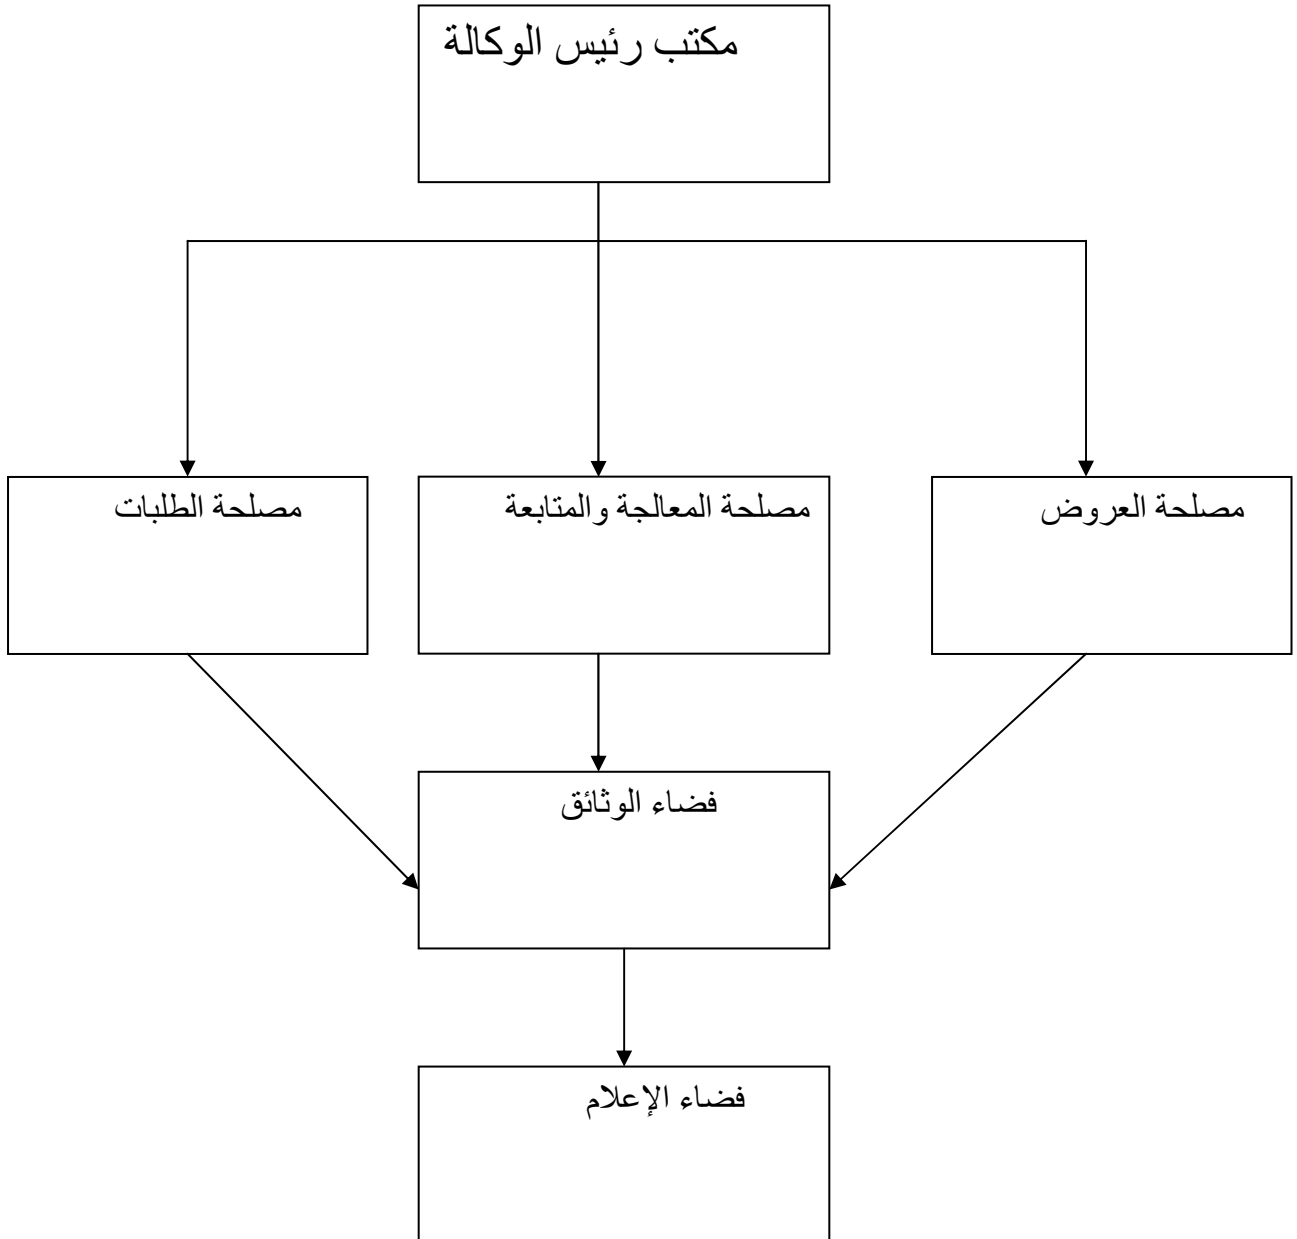 مكتب رئيس الوكالة
مصلحة العروض
مصلحة المعالجة والمتابعة
مصلحة الطلبات
فضاء الوثائق
فضاء الإعلام